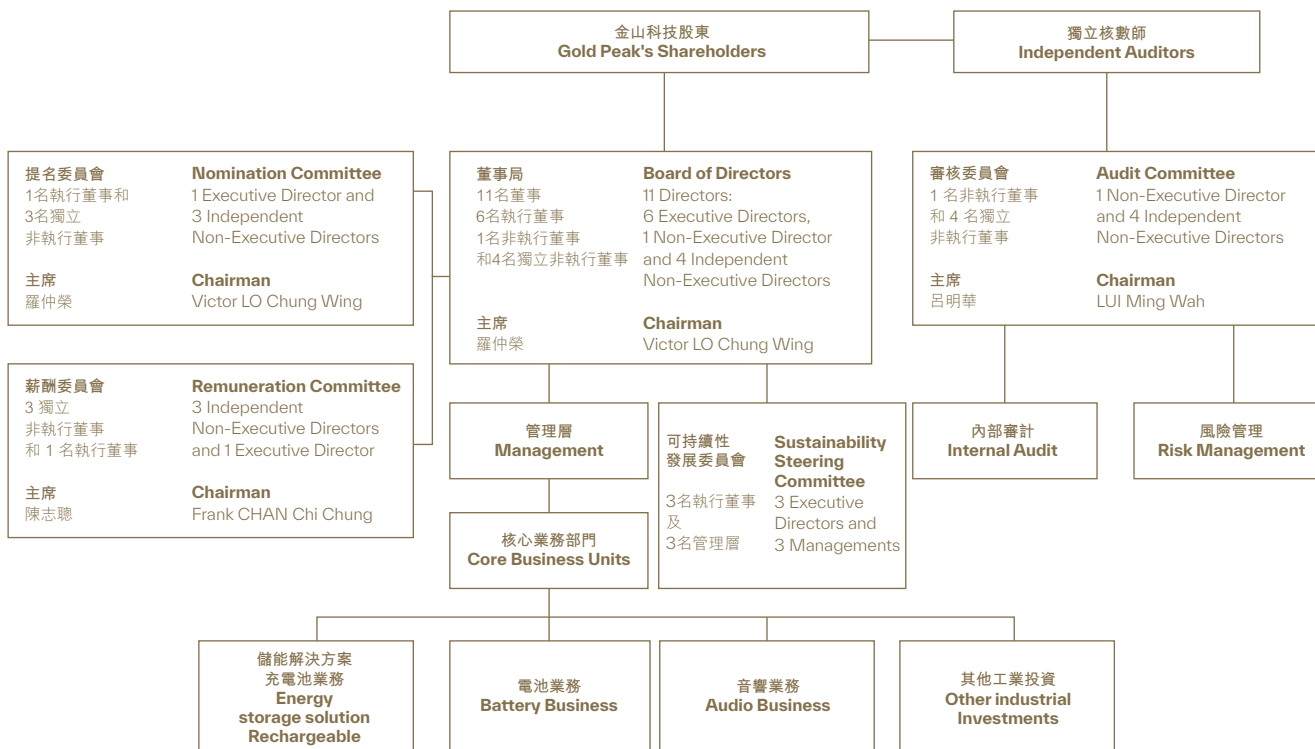 金山科技股東
Gold Peak's Shareholders
獨立核數師
Independent Auditors
提名委員會
1名執行董事和
3名獨立
非執行董事
主席
羅仲榮
Nomination Committee
1 Executive Director and
3 Independent
Non-Executive Directors
Chairman
Victor LO Chung Wing
董事局
11名董事
6名執行董事
1名非執行董事
和4名獨立非執行董事
主席
羅仲榮
Board of Directors
11 Directors:
6 Executive Directors,
1 Non-Executive Director
and 4 Independent
Non-Executive Directors
Chairman
Victor LO Chung Wing
審核委員會
1 名非執行董事
和 4 名獨立
非執行董事
主席
呂明華
Audit Committee
1 Non-Executive Director
and 4 Independent
Non-Executive Directors
Chairman
LUI Ming Wah
薪酬委員會
3 獨立
非執行董事
和 1 名執行董事
主席
陳志聰
Remuneration Committee
3 Independent
Non-Executive Directors
and 1 Executive Director
Chairman
Frank CHAN Chi Chung
管理層
Management
可持續性
發展委員會
3名執行董事
及
3名管理層
Sustainability
Steering
Committee
3 Executive
Directors and
3 Managements
內部審計
Internal Audit
風險管理
Risk Management
核心業務部門
Core Business Units
儲能解決方案
充電池業務
Energy
storage solution
Rechargeable
電池業務
Battery Business
音響業務
Audio Business
其他工業投資
Other industrial
Investments